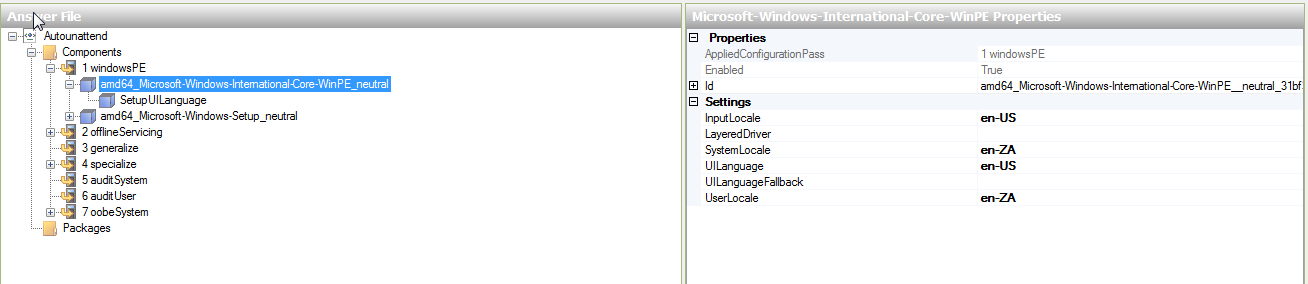 Answer File
Autounattend
Components
1 windowsPE
amd64_Microsoft-Windows-International-Core-WinPE_neutral
SetupUILanguage
amd64_Microsoft-Windows-Setup_neutral
2 offlineServicing
3 generalize
4 specialize
5 auditSystem
6 auditUser
7 oobeSystem
Packages
Microsoft-Windows-International-Core-WinPE Properties
Properties
AppliedConfigurationPass 1 windowsPE
Enabled True
Id amd64_Microsoft-Windows-International-Core-WinPE__neutral_31bf3
Settings
InputLocale en-US
LayeredDriver
SystemLocale en-ZA
UILanguage en-US
UILanguageFallback
UserLocale en-ZA